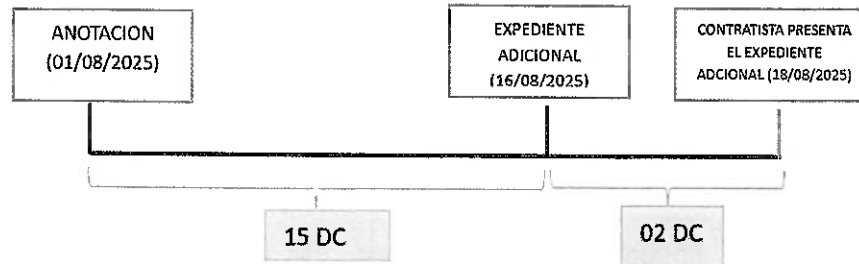 ANOTACION
(01/08/2025)
EXPEDIENTE
ADICIONAL
(16/08/2025)
CONTRATISTA PRESENTA
EL EXPEDIENTE
ADCIONAL (18/08/2025)
15 DC
02 DC